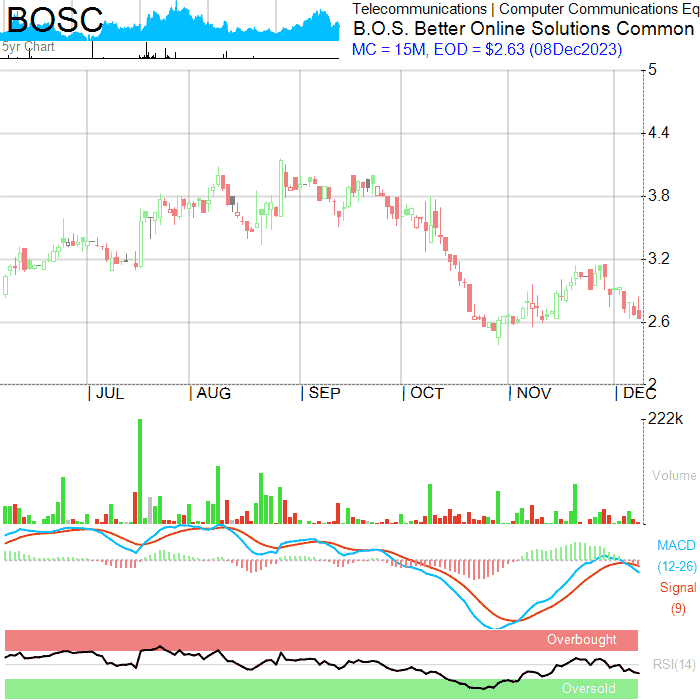 BOSC
5yr Chart
Telecommunications | Computer Communications Eq
B.O.S. Better Online Solutions Common
MC = 15M, EOD = $2.63 (08Dec2023)
5
4.4
3.8
3.2
2.6
2
| JUL | AUG | SEP | OCT | NOV | DEC
222k
Volume
MACD
(12-26)
Signal
(9)
Overbought
RSI(14)
Oversold